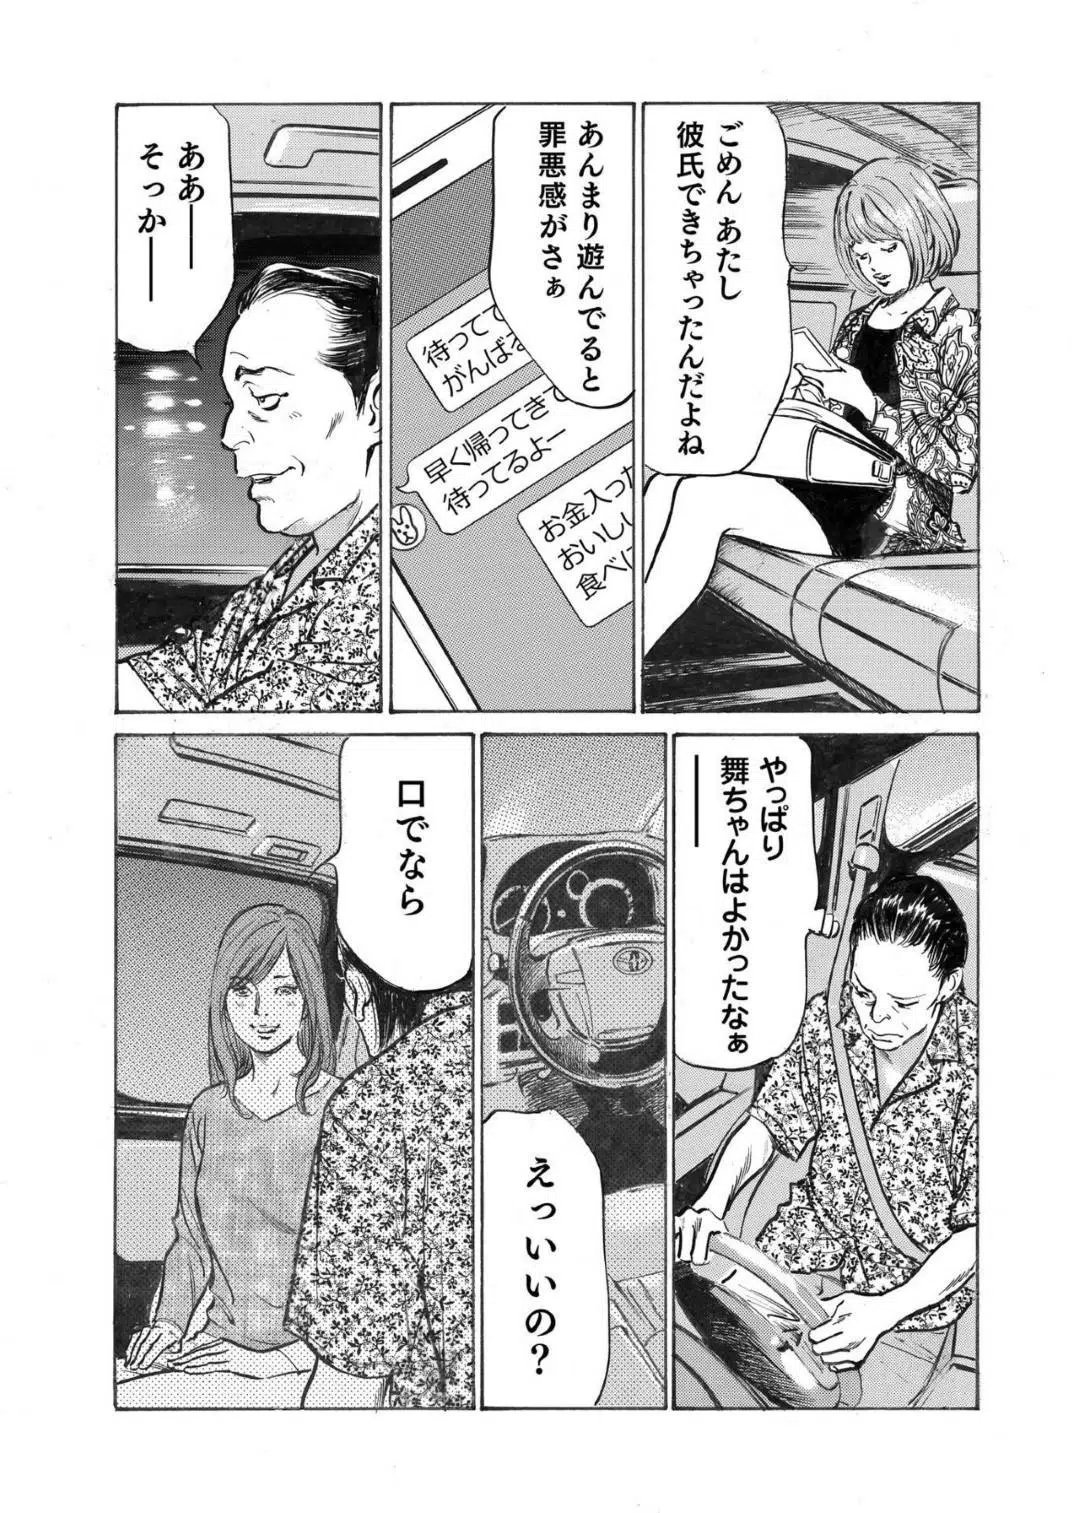 ごめん あたし
彼氏できちゃったんだよね
あんまり遊んでると
罪悪感がさぁ
待ってて
がんばる
早く帰ってきて
待ってるよー
お金入った
おいしい
食べに
ああ――
そっか――
やっぱり
舞ちゃんはよかったなぁ
――
えっいいの？
口でなら